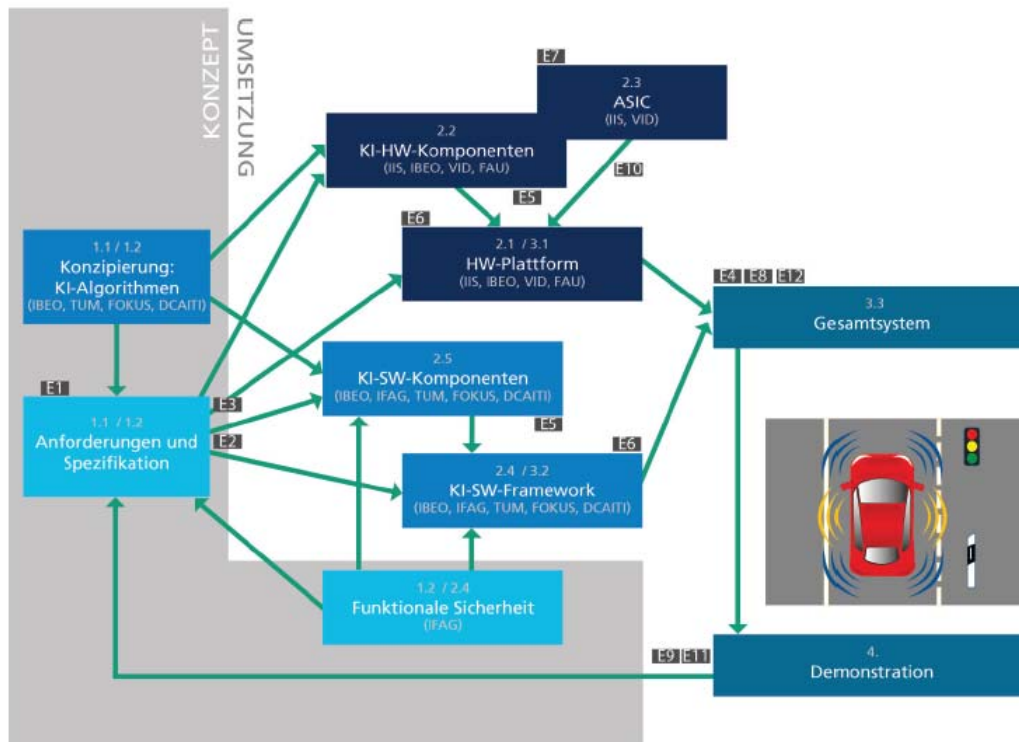 KONZEPT
UMSETZUNG
E7
2.3
ASIC
(IIS, VID)
2.2
KI-HW-Komponenten
(IIS, IBEO, VID, FAU)
E10
E5
E6
2.1 / 3.1
HW-Plattform
(IIS, IBEO, VID, FAU)
1.1 / 1.2
Konzipierung:
KI-Algorithmen
(IBEO, TUM, FOKUS, DCAITI)
E4 E8 E12
3.3
Gesamtsystem
2.5
KI-SW-Komponenten
(IBEO, IFAG, TUM, FOKUS, DCAITI)
E1
E3
E2
1.1 / 1.2
Anforderungen und
Spezifikation
E5
E6
2.4 / 3.2
KI-SW-Framework
(IBEO, IFAG, TUM, FOKUS, DCAITI)
1.2 / 2.4
Funktionale Sicherheit
(IFAG)
E9 E11
4.
Demonstration